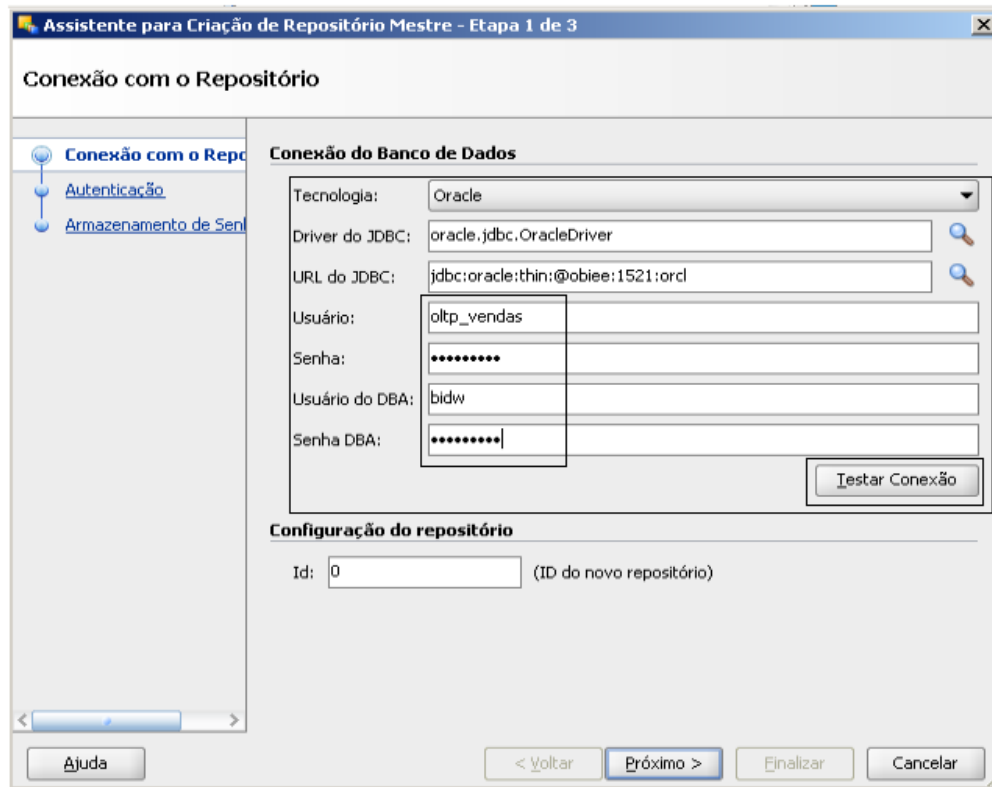 Assistente para Criação de Repositório Mestre - Etapa 1 de 3
Conexão com o Repositório
Conexão com o Repo
Autenticação
Armazenamento de Senl
Conexão do Banco de Dados
Tecnologia: Oracle
Driver do JDBC: oracle.jdbc.OracleDriver
URL do JDBC: jdbc:oracle:thin:@obiee:1521:orcl
Usuário: oltp_vendas
Senha: •••••••••
Usuário do DBA: bidw
Senha DBA: •••••••••
Testar Conexão
Configuração do repositório
Id: 0 (ID do novo repositório)
Ajuda < Voltar Próximo > Finalizar Cancelar